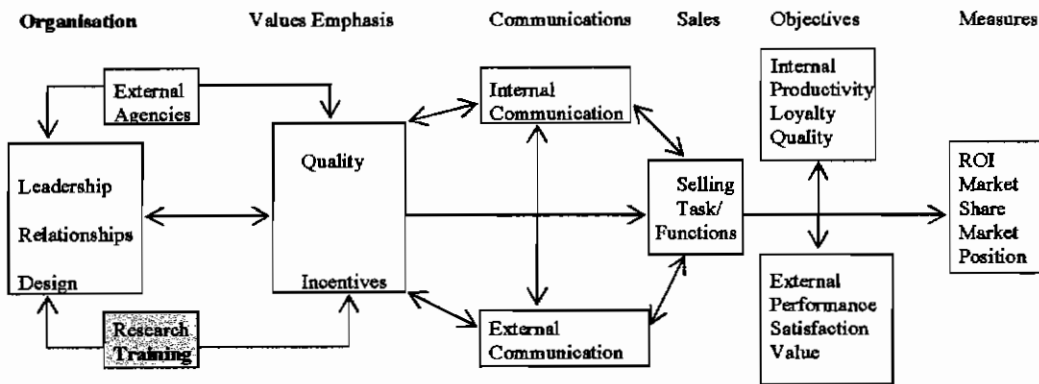 Organisation
Values Emphasis
Communications
Sales
Objectives
Measures
External
Agencies
Leadership
Relationships
Design
Research
Training
Quality
Incentives
Internal
Communication
External
Communication
Selling
Task/
Functions
Internal
Productivity
Loyalty
Quality
External
Performance
Satisfaction
Value
ROI
Market
Share
Market
Position